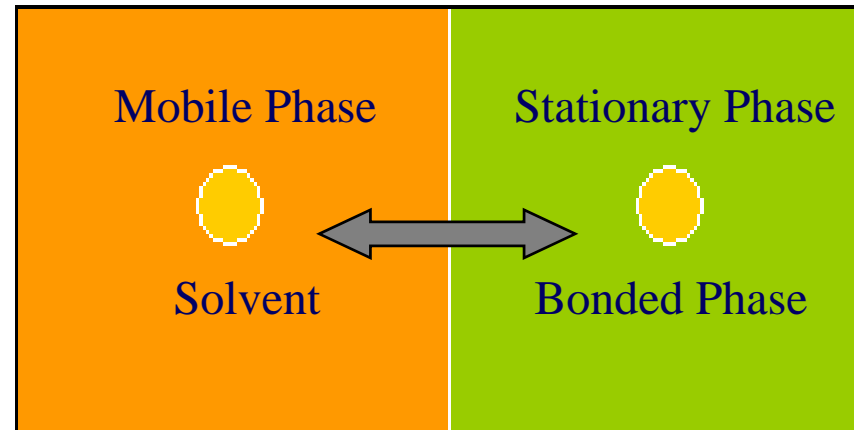 Mobile Phase
Stationary Phase
Solvent
Bonded Phase